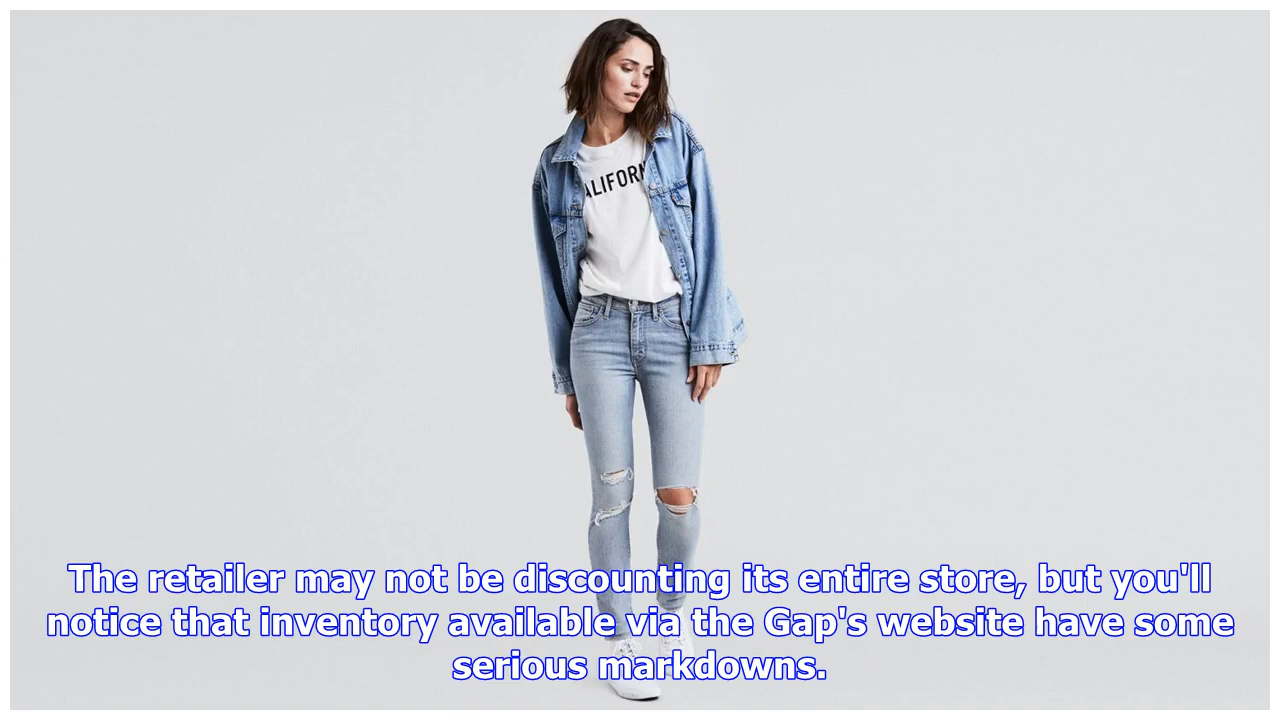 ALIFORN
The retailer may not be discounting its entire store, but you'll
notice that inventory available via the Gap's website have some
serious markdowns.